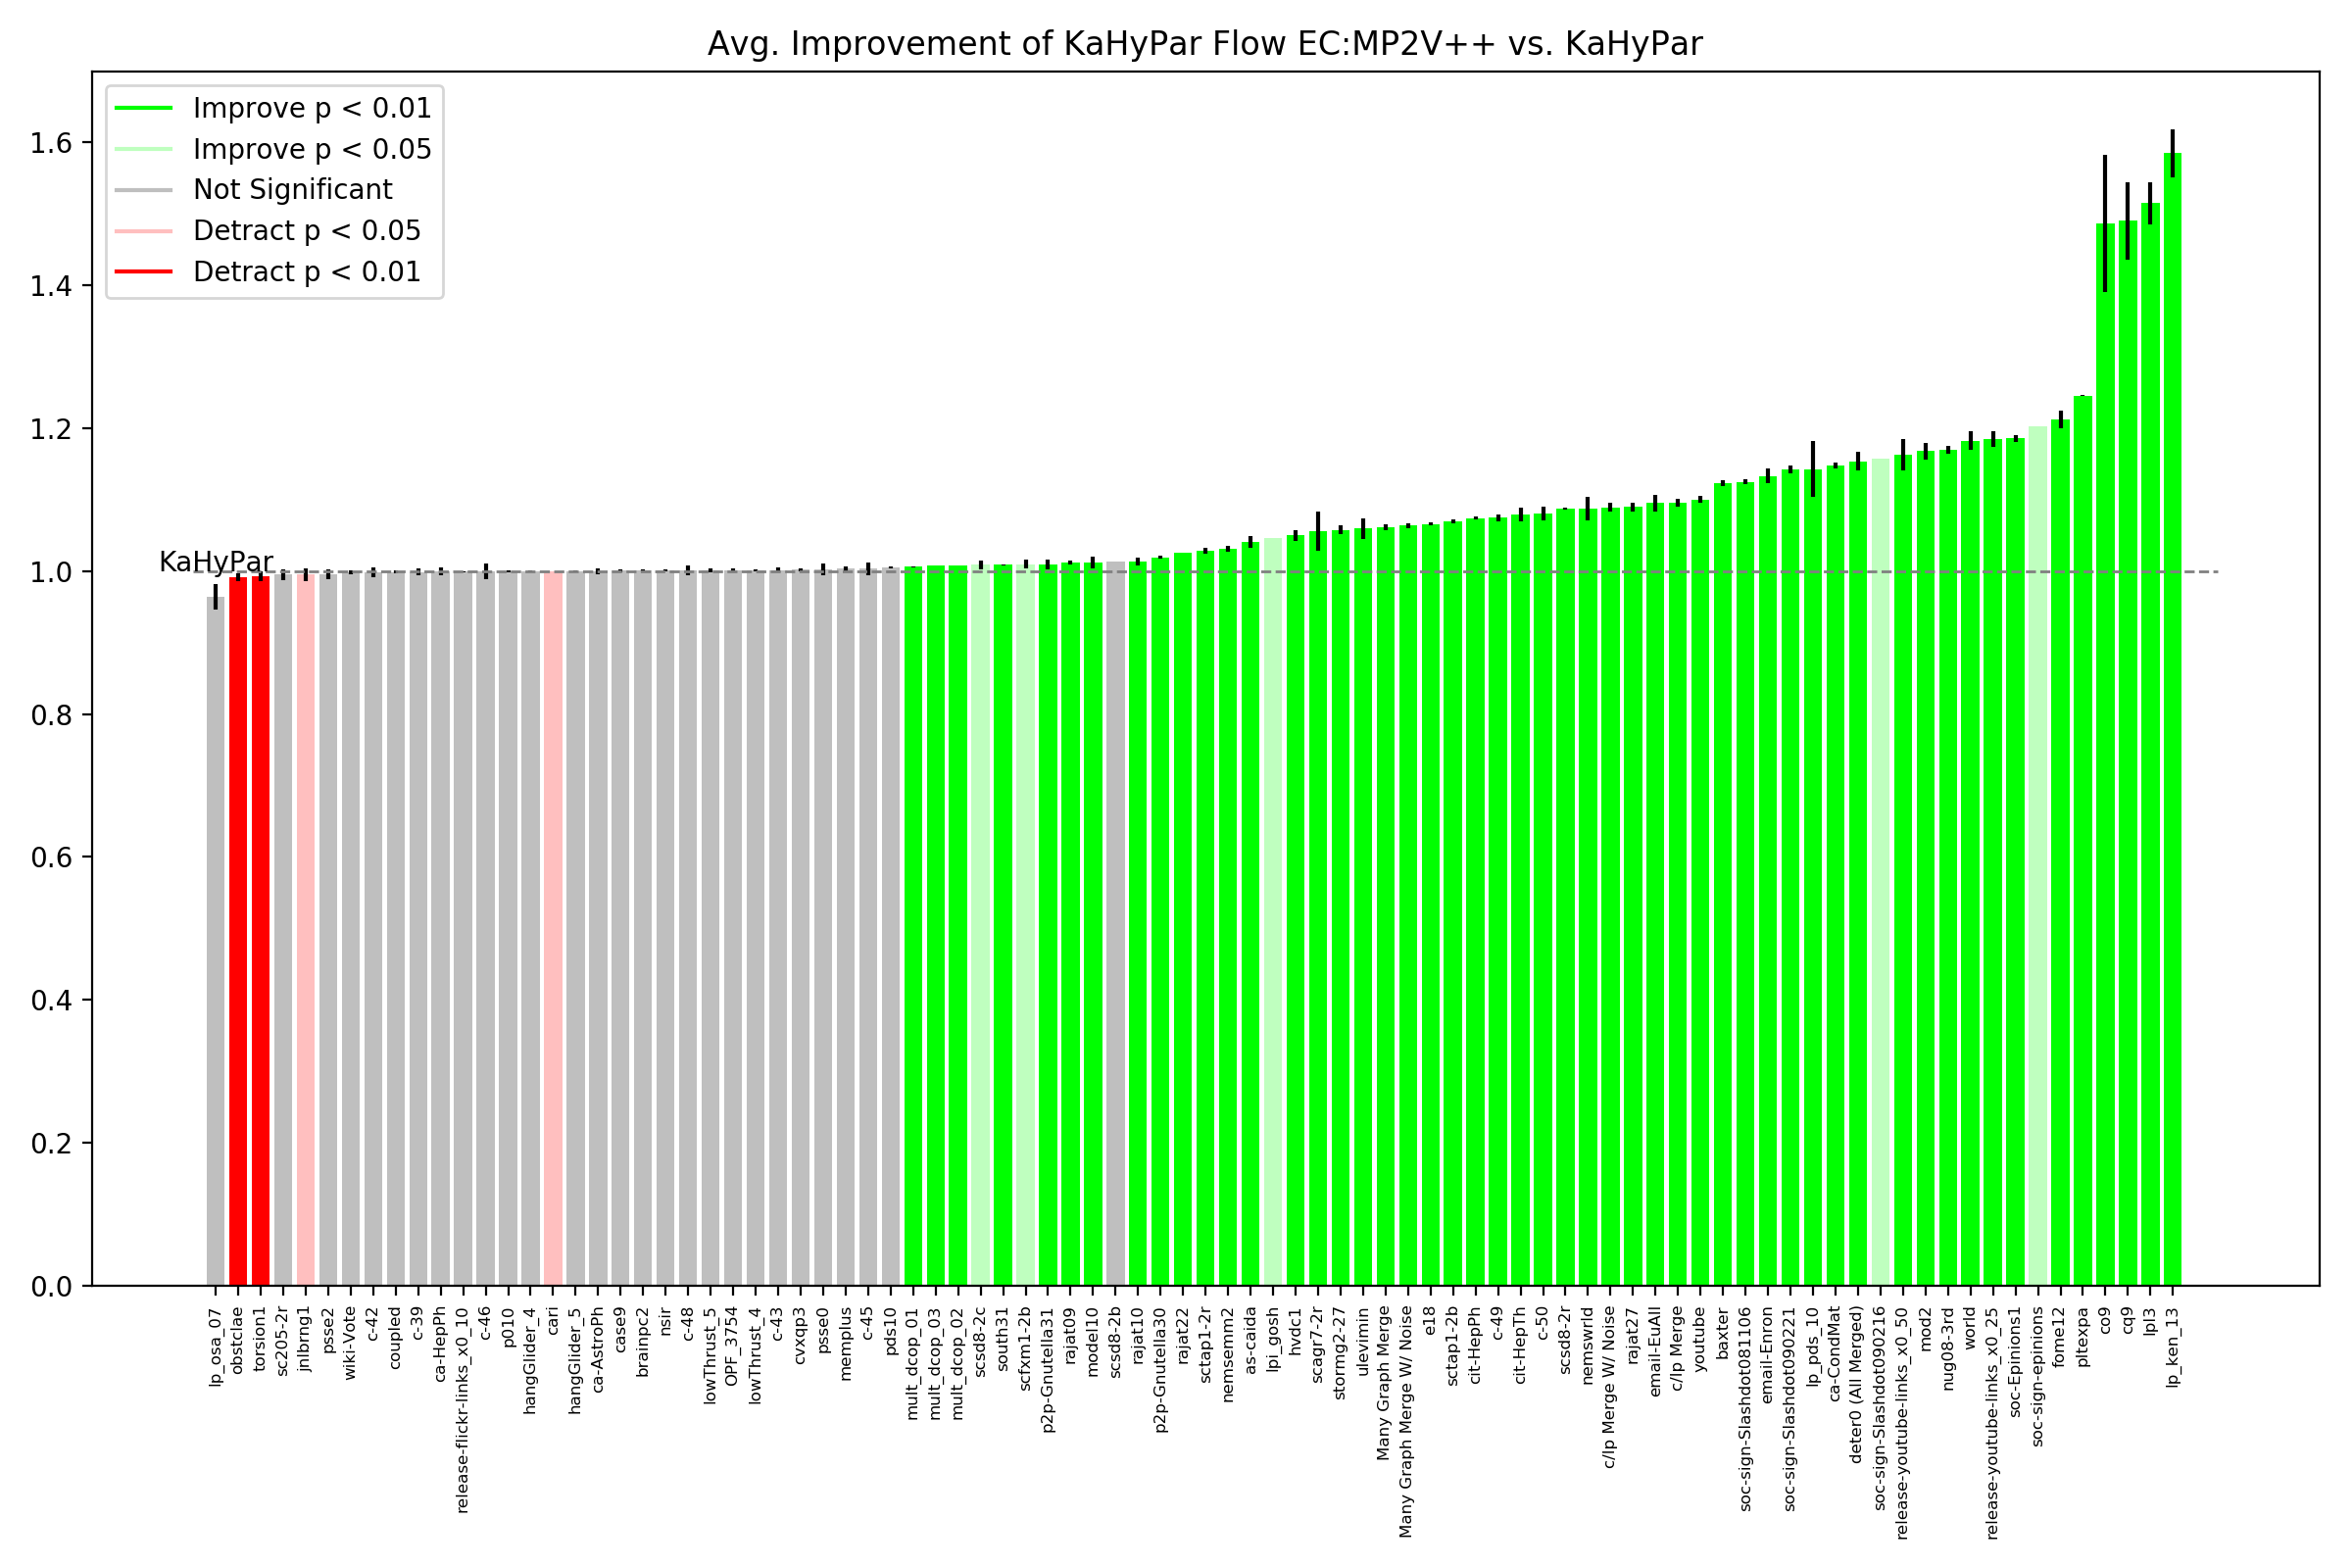 Avg. Improvement of KaHyPar Flow EC:MP2V++ vs. KaHyPar
Improve p < 0.01
Improve p < 0.05
Not Significant
Detract p < 0.05
Detract p < 0.01
1.6
1.4
1.2
1.0
0.8
0.6
0.4
0.2
0.0
KaHyPar
lp_osa_07
obstclae
torsion1
sc205-2r
jnlbrng1
psse2
wiki-Vote
c-42
coupled
c-39
ca-HepPh
release-flickr-links_x0_10
c-46
p010
hangGlider_4
cari
hangGlider_5
ca-AstroPh
case9
brainpc2
nsir
c-48
lowThrust_5
OPF_3754
lowThrust_4
c-43
cvxqp3
psse0
memplus
c-45
pds10
mult_dcop_01
mult_dcop_03
mult_dcop_02
scsd8-2c
south31
scfxm1-2b
p2p-Gnutella31
rajat09
model10
scsd8-2b
rajat10
p2p-Gnutella30
rajat22
sctap1-2r
nemsemm2
as-caida
lpi_gosh
hvdc1
scagr7-2r
stormg2-27
ulevimin
Many Graph Merge
Many Graph Merge W/ Noise
e18
sctap1-2b
cit-HepPh
c-49
cit-HepTh
c-50
scsd8-2r
nemswrld
c/lp Merge W/ Noise
rajat27
email-EuAll
c/lp Merge
youtube
baxter
soc-sign-Slashdot081106
email-Enron
soc-sign-Slashdot090221
lp_pds_10
ca-CondMat
deter0 (All Merged)
soc-sign-Slashdot090216
release-youtube-links_x0_50
mod2
nug08-3rd
world
release-youtube-links_x0_25
soc-Epinions1
soc-sign-epinions
fome12
pltexpa
co9
cq9
lpl3
lp_ken_13